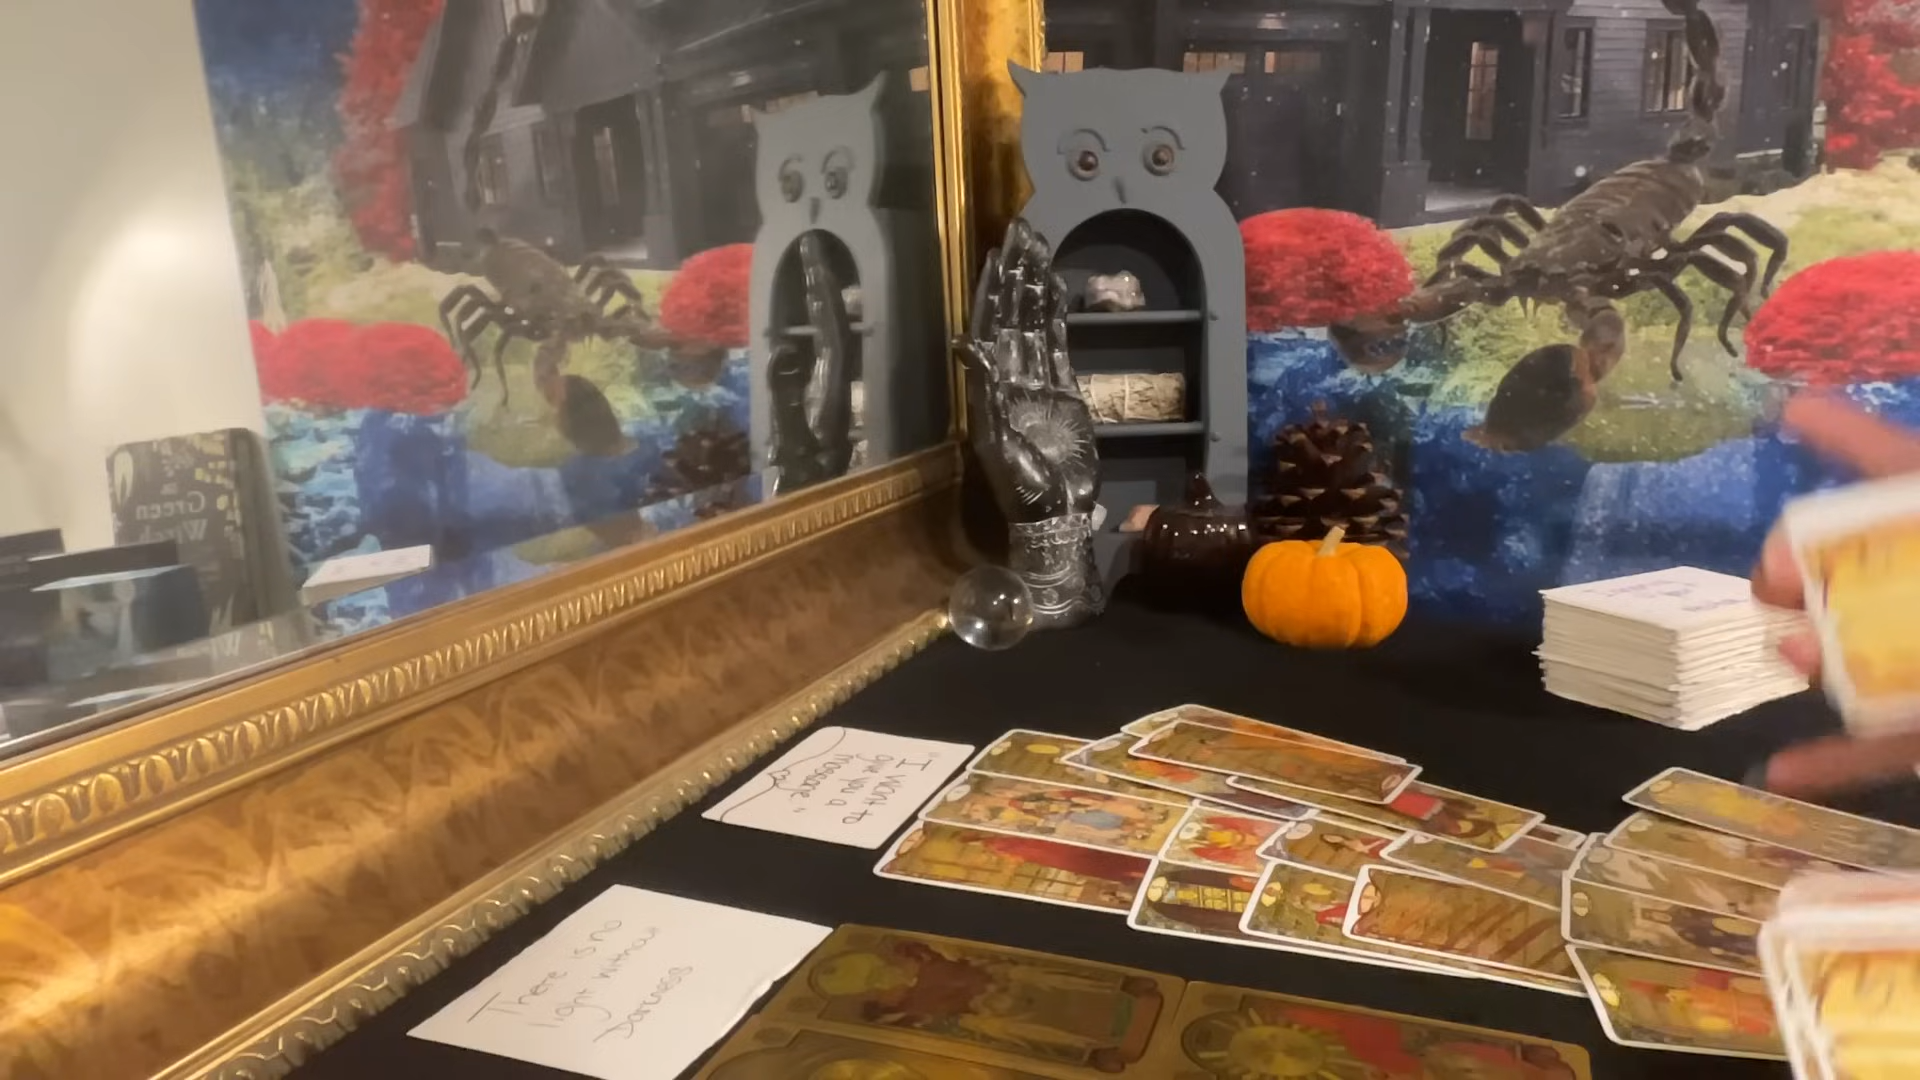 Green
Witch
"I want to
give you a
message."
There is no
light without
Darkness